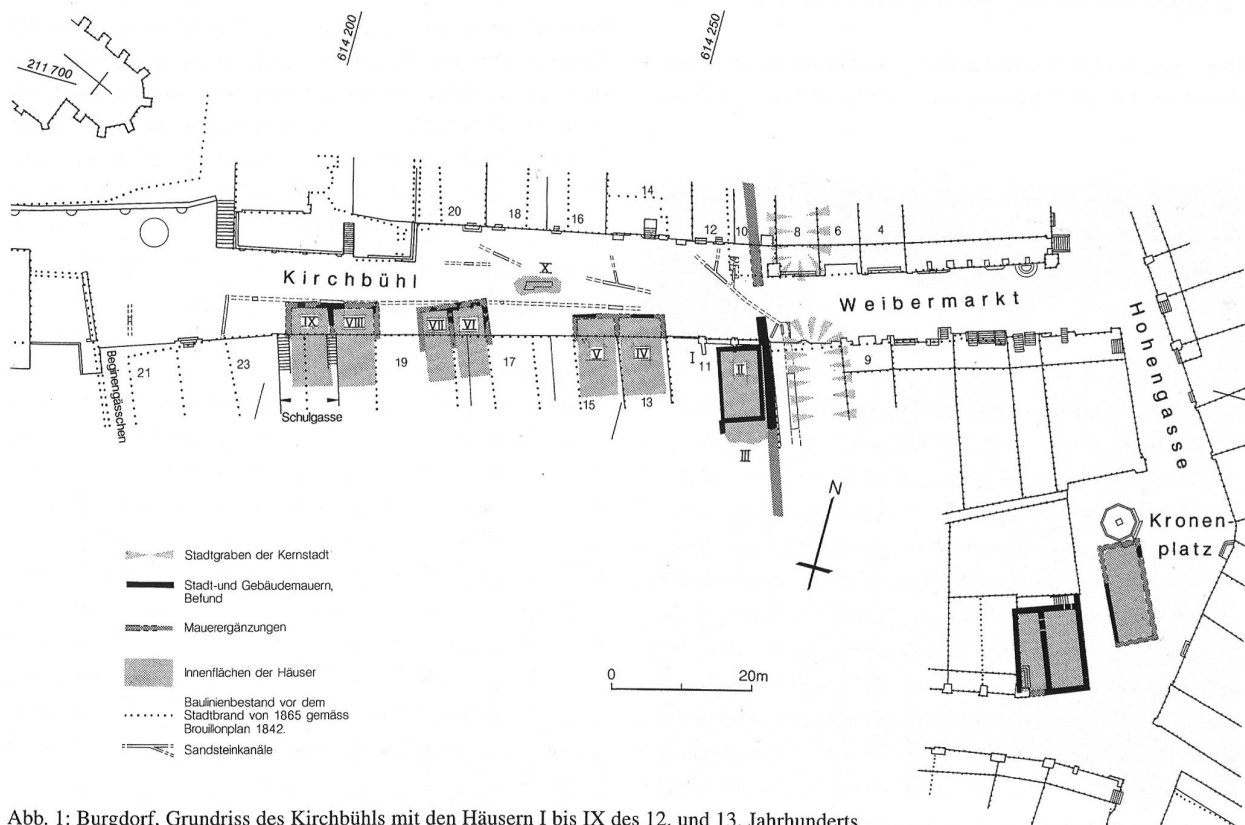 614 200
614 250
211 700
20
18
16
14
12
10
8
6
4
X
Kirchbühl
Weibermarkt
Hohengasse
IX
VIII
VII
VI
V
IV
I
11
II
9
Beginengässchen
21
23
19
17
15
13
Schulgasse
III
N
Kronen-
platz
Stadtgraben der Kernstadt
Stadt-und Gebäudemauern,
Befund
Mauerergänzungen
Innenflächen der Häuser
Baulinienbestand vor dem
Stadtbrand von 1865 gemäss
Brouillonplan 1842.
Sandsteinkanäle
0
20m
Abb. 1: Burgdorf, Grundriss des Kirchbühls mit den Häusern I bis IX des 12. und 13. Jahrhunderts